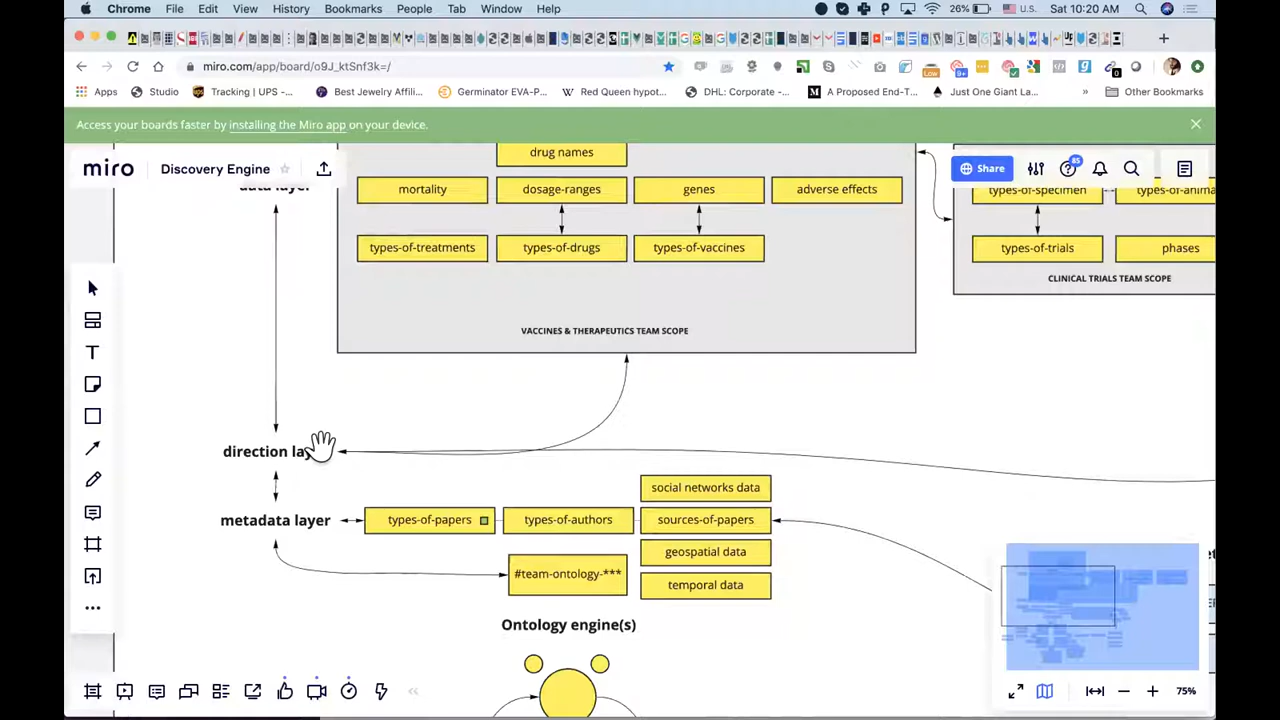 Chrome File Edit View History Bookmarks People Tab Window Help 26% U.S. Sat 10:20 AM
miro.com/app/board/o9J_ktSnf3k=/
Apps Studio Tracking | UPS -... Best Jewelry Affili... Germinator EVA-P... Red Queen hypot... DHL: Corporate -... A Proposed End-T... Just One Giant La... » Other Bookmarks
Access your boards faster by installing the Miro app on your device.
miro Discovery Engine Share 85
drug names
data layer
mortality dosage-ranges genes adverse effects types-of-specimen
types-of-treatments types-of-drugs types-of-vaccines types-of-trials phases
CLINICAL TRIALS TEAM SCOPE
VACCINES & THERAPEUTICS TEAM SCOPE
direction
social networks data
metadata layer types-of-papers types-of-authors sources-of-papers
geospatial data
#team-ontology-***
temporal data
Ontology engine(s)
75%